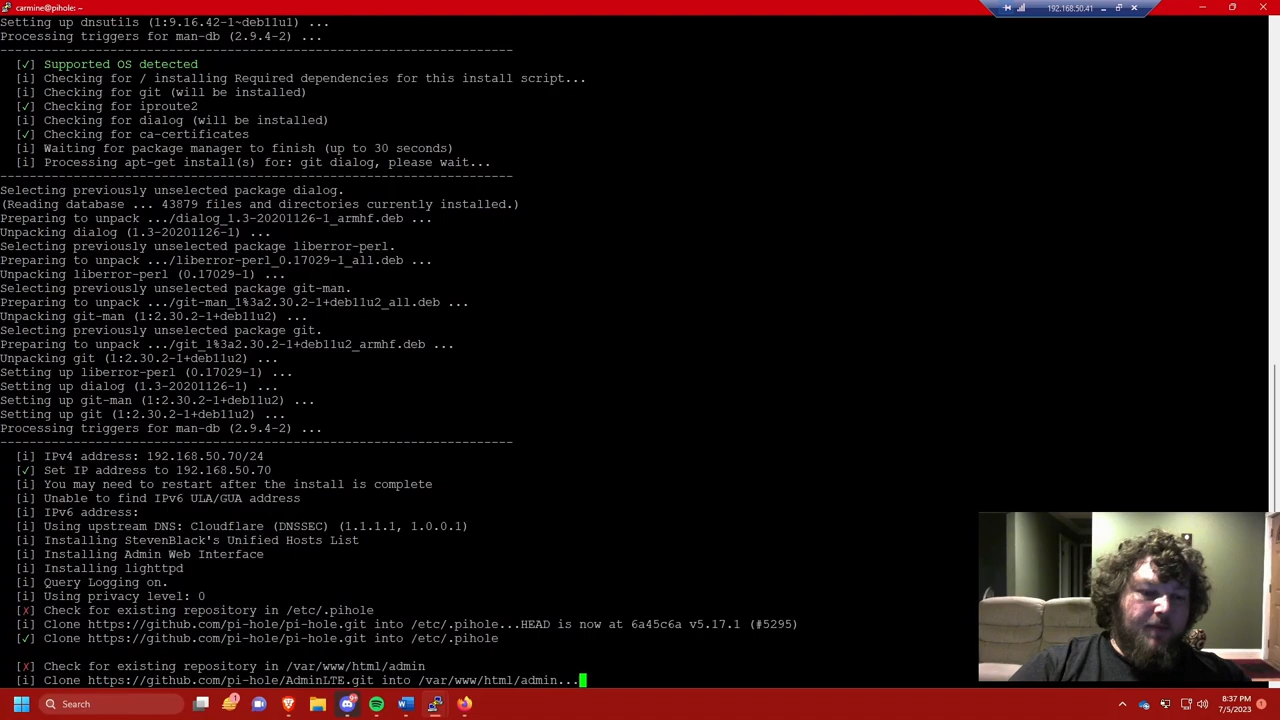 carmine@pihole: ~
192.168.50.41
Setting up dnsutils (1:9.16.42-1~deb11u1) ...
Processing triggers for man-db (2.9.4-2) ...
--------------------------------------------------------------------
[✓] Supported OS detected
[i] Checking for / installing Required dependencies for this install script...
[i] Checking for git (will be installed)
[✓] Checking for iproute2
[i] Checking for dialog (will be installed)
[✓] Checking for ca-certificates
[i] Waiting for package manager to finish (up to 30 seconds)
[i] Processing apt-get install(s) for: git dialog, please wait...
--------------------------------------------------------------------
Selecting previously unselected package dialog.
(Reading database ... 43879 files and directories currently installed.)
Preparing to unpack .../dialog_1.3-20201126-1_armhf.deb ...
Unpacking dialog (1.3-20201126-1) ...
Selecting previously unselected package liberror-perl.
Preparing to unpack .../liberror-perl_0.17029-1_all.deb ...
Unpacking liberror-perl (0.17029-1) ...
Selecting previously unselected package git-man.
Preparing to unpack .../git-man_1%3a2.30.2-1+deb11u2_all.deb ...
Unpacking git-man (1:2.30.2-1+deb11u2) ...
Selecting previously unselected package git.
Preparing to unpack .../git_1%3a2.30.2-1+deb11u2_armhf.deb ...
Unpacking git (1:2.30.2-1+deb11u2) ...
Setting up liberror-perl (0.17029-1) ...
Setting up dialog (1.3-20201126-1) ...
Setting up git-man (1:2.30.2-1+deb11u2) ...
Setting up git (1:2.30.2-1+deb11u2) ...
Processing triggers for man-db (2.9.4-2) ...
--------------------------------------------------------------------
[i] IPv4 address: 192.168.50.70/24
[✓] Set IP address to 192.168.50.70
[i] You may need to restart after the install is complete
[i] Unable to find IPv6 ULA/GUA address
[i] IPv6 address:
[i] Using upstream DNS: Cloudflare (DNSSEC) (1.1.1.1, 1.0.0.1)
[i] Installing StevenBlack's Unified Hosts List
[i] Installing Admin Web Interface
[i] Installing lighttpd
[i] Query Logging on.
[i] Using privacy level: 0
[✗] Check for existing repository in /etc/.pihole
[i] Clone https://github.com/pi-hole/pi-hole.git into /etc/.pihole...HEAD is now at 6a45c6a v5.17.1 (#5295)
[✓] Clone https://github.com/pi-hole/pi-hole.git into /etc/.pihole
[✗] Check for existing repository in /var/www/html/admin
[i] Clone https://github.com/pi-hole/AdminLTE.git into /var/www/html/admin...
Search
8:37 PM
7/5/2023